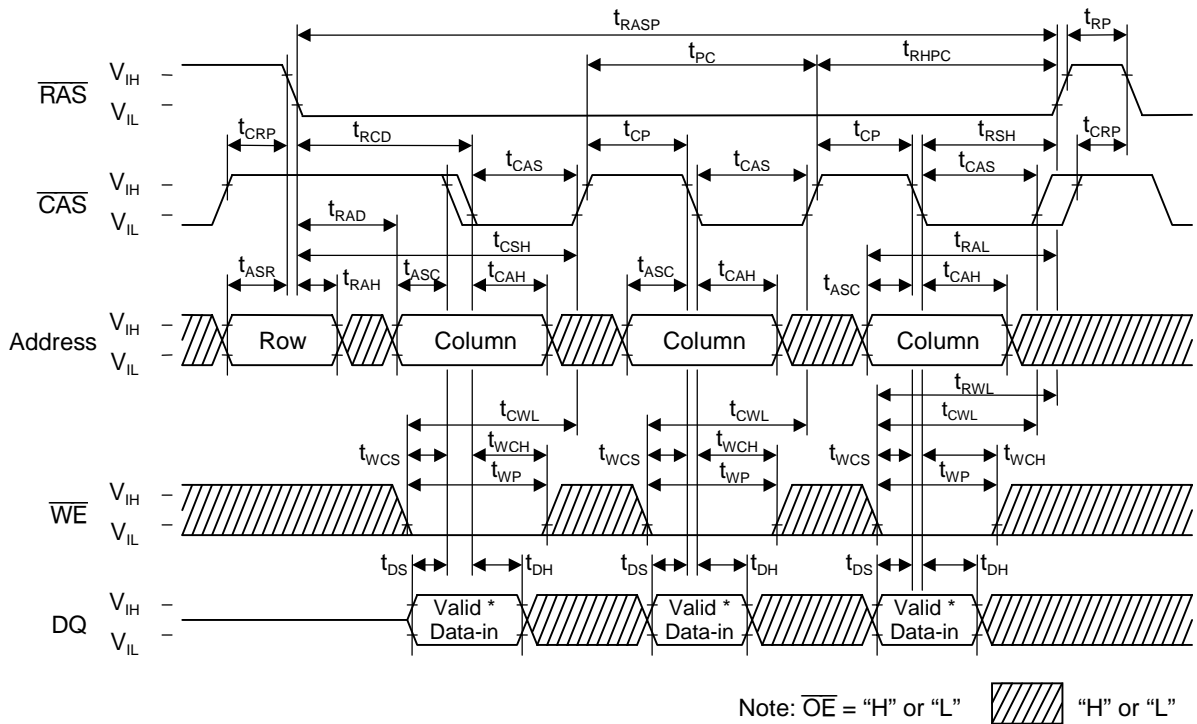 tRASP
tRP
tPC
tRHPC
RAS
VIH
VIL
tCRP
tRCD
tCP
tCP
tRSH
tCRP
tCAS
tCAS
tCAS
CAS
VIH
VIL
tRAD
tCSH
tRAL
tASR
tRAH
tASC
tCAH
tASC
tCAH
tASC
tCAH
Address
VIH
VIL
Row
Column
Column
Column
tRWL
tCWL
tCWL
tCWL
tWCS
tWCH
tWCS
tWCH
tWCS
tWCH
tWP
tWP
tWP
WE
VIH
VIL
tDS
tDH
tDS
tDH
tDS
tDH
DQ
VIH
VIL
Valid *
Data-in
Valid *
Data-in
Valid *
Data-in
Note: OE = “H” or “L”
“H” or “L”